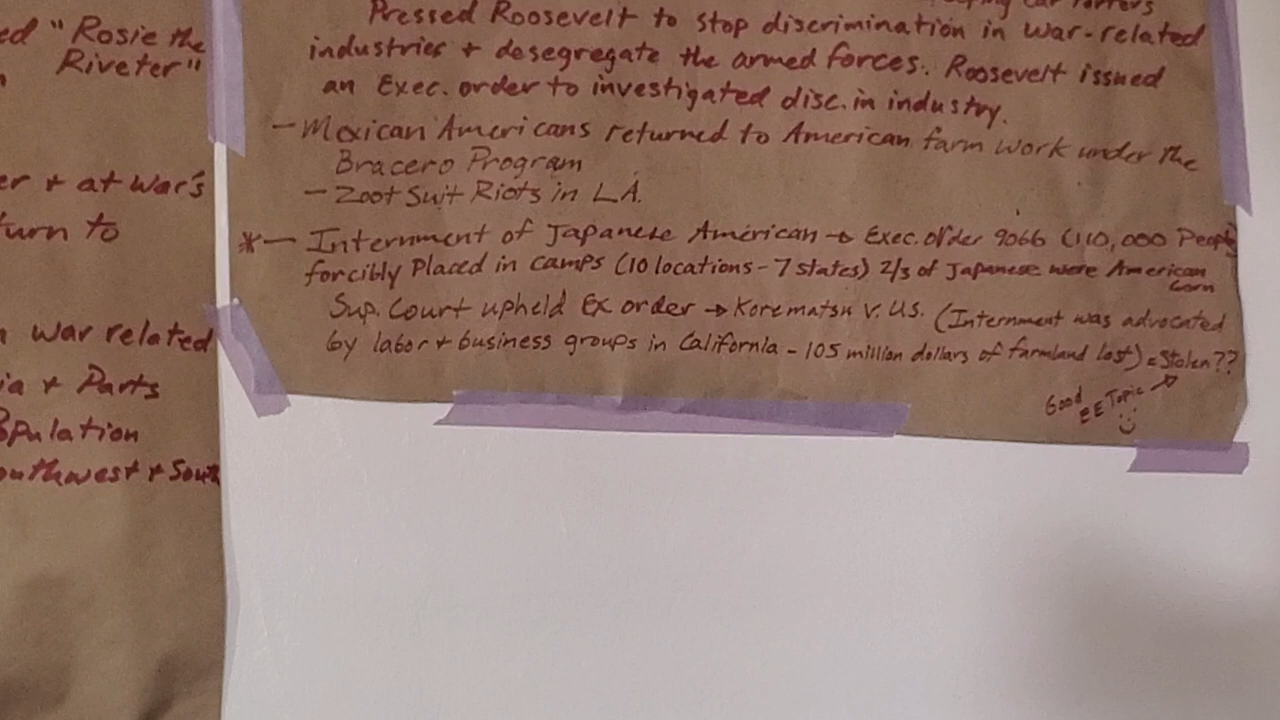 ed "Rosie the
Riveter"
er + at war's
turn to
war related
ia + Parts
opulation
outhwest + South
car Porters
Pressed Roosevelt to stop discrimination in war-related
industries + desegregate the armed forces. Roosevelt issued
an Exec. order to investigated disc. in industry.
- Mexican Americans returned to American farm work under the
Bracero Program
- Zoot Suit Riots in LA.
*- Internment of Japanese American → Exec. order 9066 (110,000 People
forcibly Placed in camps (10 locations - 7 states) 2/3 of Japanese were American
born
Sup. Court upheld Ex order → Korematsu v. U.S. (Internment was advocated
by labor + business groups in California - 105 million dollars of farmland lost) = Stolen??
Good
EE Topic →